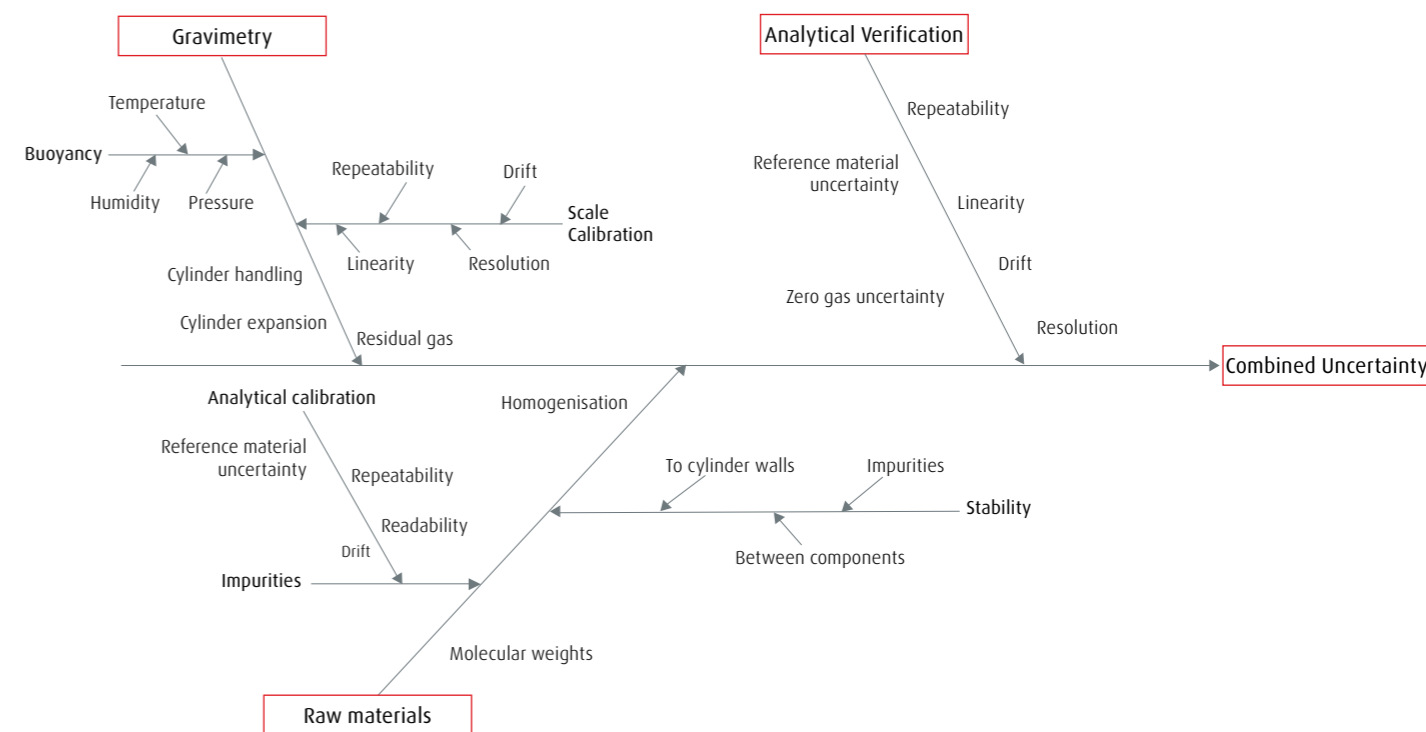 Gravimetry
Analytical Verification
Temperature
Repeatability
Buoyancy
Repeatability
Drift
Reference material
uncertainty
Humidity
Pressure
Linearity
Scale
Calibration
Linearity
Resolution
Drift
Cylinder handling
Zero gas uncertainty
Cylinder expansion
Residual gas
Resolution
Combined Uncertainty
Analytical calibration
Homogenisation
Reference material
uncertainty
Repeatability
To cylinder walls
Impurities
Readability
Stability
Drift
Between components
Impurities
Molecular weights
Raw materials